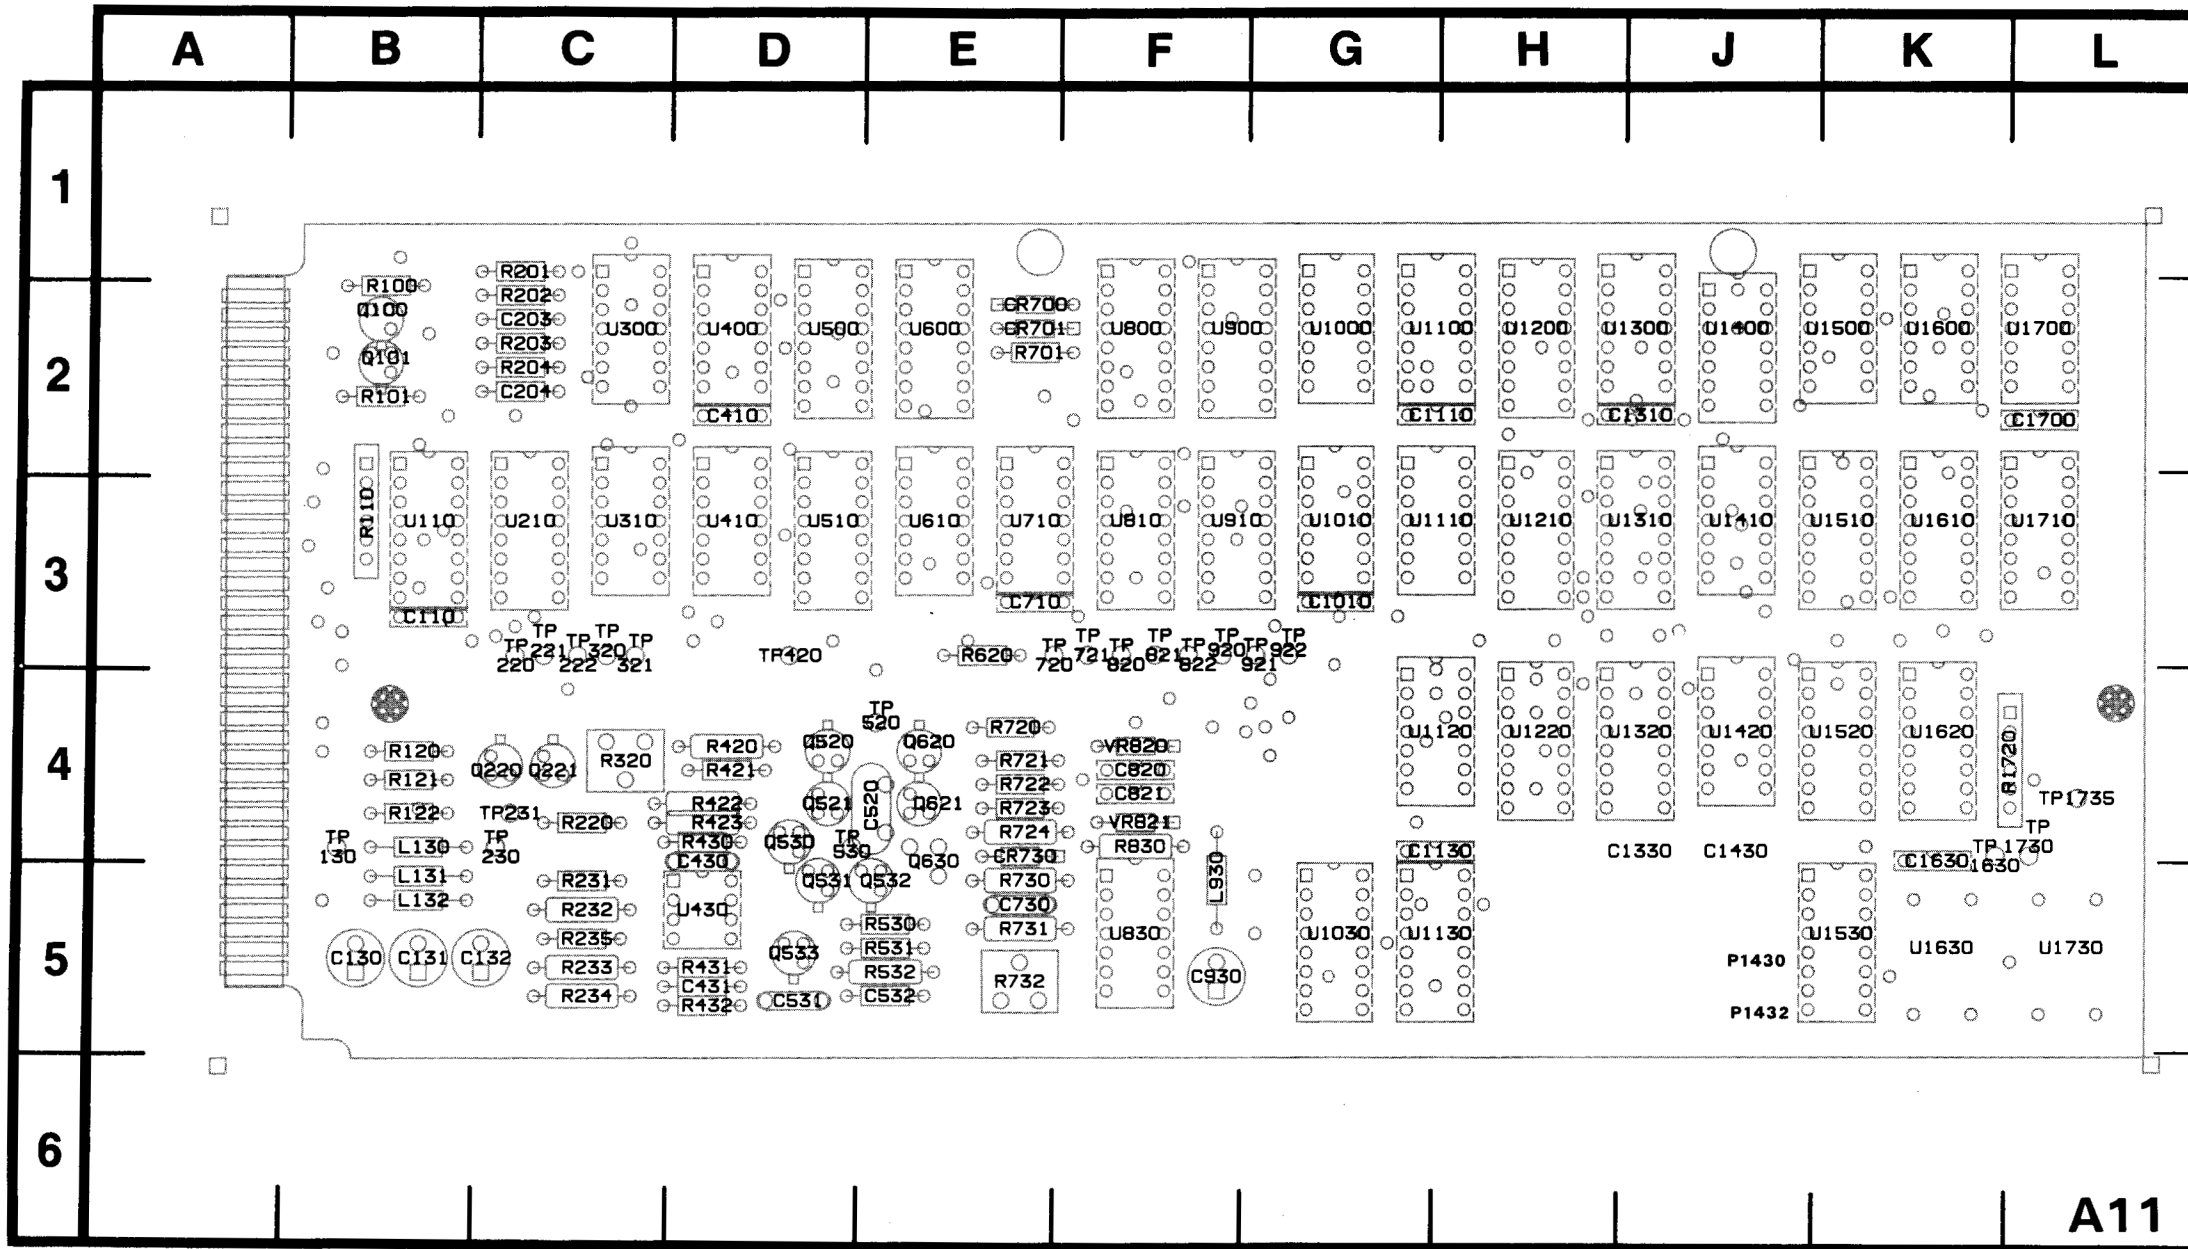 A B C D E F G H J K L
1
R201
R100 R202 CR700
Q100 C203 U300 U400 U500 U600 CR701 U800 U900 U1000 U1100 U1200 U1300 U1400 U1500 U1600 U1700
R203 R701
2
Q101 R204
R101 C204
C410 C1110 C1310 C1700
R110 U110 U210 U310 U410 U510 U610 U710 U810 U910 U1010 U1110 U1210 U1310 U1410 U1510 U1610 U1710
3
C110 C710 C1010
TP 220 TP 221 TP 222 TP 320 TP 321 TP420 R620 TP 720 TP 721 TP 820 TP 821 TP 822 TP 920 TP 921 TP 922
TP 520
R720
R120 Q220 Q221 R320 R420 Q520 Q620 VR820 U1120 U1220 U1320 U1420 U1520 U1620 R1720
4
R121 R421 R721 C820
R722 C821
R122 TP231 R220 R422 Q521 C520 Q621 R723 VR821 TP1735
R423 R724
TP 130 L130 TP 230 R430 Q530 TP 530 Q630 CR730 R830 C1130 C1330 C1430 C1630 TP 1630 TP 1730
C430
L131 R231 Q531 Q532 R730 L930
L132 R232 U430 C730
R530 R731 U830 U1030 U1130 U1530 U1630 U1730
5
C130 C131 C132 R235 Q533 R531
R233 R431 R532 R732 C930 P1430
C431
R234 R432 C531 C532 P1432
6
A11